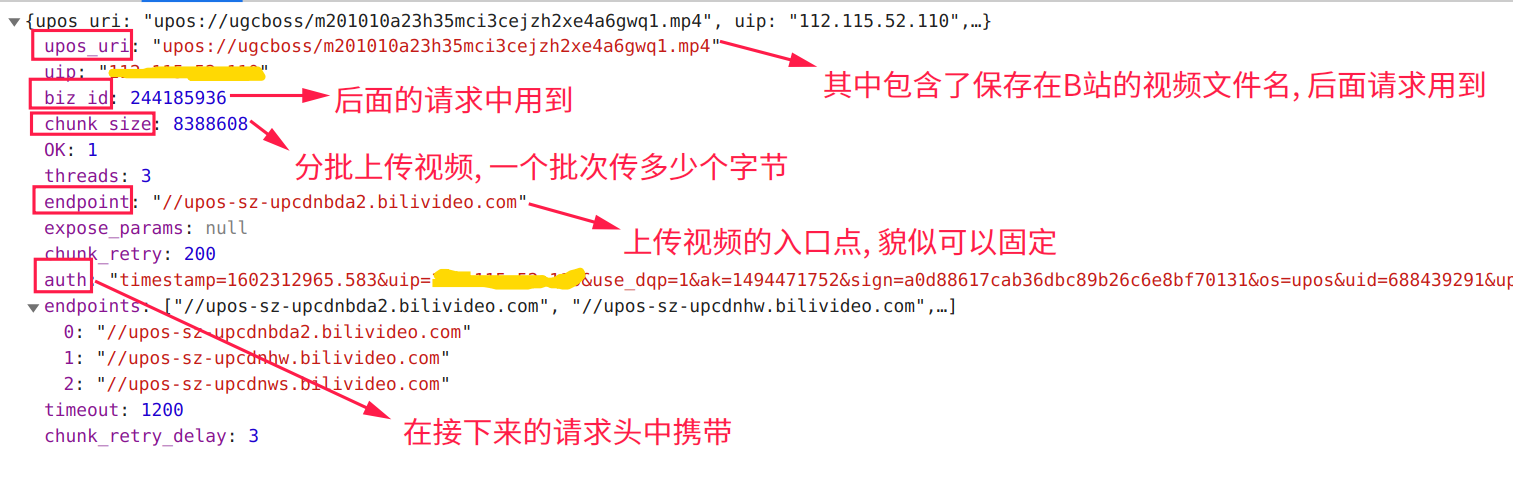 {upos_uri: "upos://ugcboss/m201010a23h35mci3cejzh2xe4a6gwq1.mp4", uip: "112.115.52.110",…}
upos_uri: "upos://ugcboss/m201010a23h35mci3cejzh2xe4a6gwq1.mp4"
其中包含了保存在B站的视频文件名, 后面请求用到
uip: "
biz_id: 244185936
后面的请求中用到
chunk_size: 8388608
分批上传视频, 一个批次传多少个字节
OK: 1
threads: 3
endpoint: "//upos-sz-upcdnbda2.bilivideo.com"
上传视频的入口点, 貌似可以固定
expose_params: null
chunk_retry: 200
auth: "timestamp=1602312965.583&uip= &use_dqp=1&ak=1494471752&sign=a0d88617cab36dbc89b26c6e8bf70131&os=upos&uid=688439291&up
endpoints: ["//upos-sz-upcdnbda2.bilivideo.com", "//upos-sz-upcdnhw.bilivideo.com",…]
0: "//upos-sz-upcdnbda2.bilivideo.com"
1: "//upos-sz-upcdnhw.bilivideo.com"
2: "//upos-sz-upcdnws.bilivideo.com"
timeout: 1200
在接下来的请求头中携带
chunk_retry_delay: 3